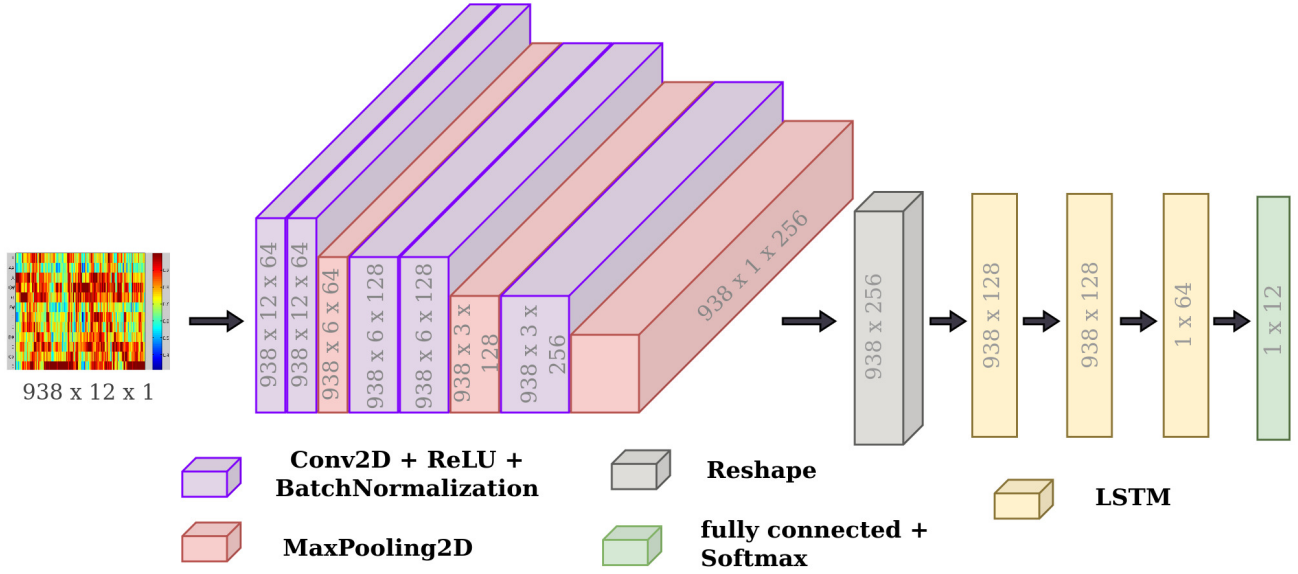 938 x 12 x 1
938 x 12 x 64
938 x 12 x 64
938 x 6 x 64
938 x 6 x 128
938 x 6 x 128
938 x 3 x
128
938 x 3 x
256
938 x 1 x 256
938 x 256
938 x 128
938 x 128
1 x 64
1 x 12
Conv2D + ReLU +
BatchNormalization
MaxPooling2D
Reshape
fully connected +
Softmax
LSTM